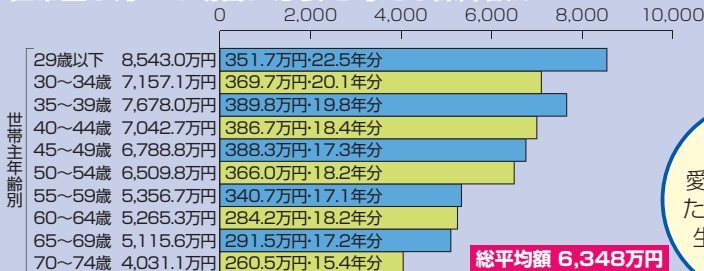 0 2,000 4,000 6,000 8,000 10,000
世帯主年齢別
29歳以下 8,543.0万円 351.7万円・22.5年分
30〜34歳 7,157.1万円 369.7万円・20.1年分
35〜39歳 7,678.0万円 389.8万円・19.8年分
40〜44歳 7,042.7万円 386.7万円・18.4年分
45〜49歳 6,788.8万円 388.3万円・17.3年分
50〜54歳 6,509.8万円 366.0万円・18.2年分
55〜59歳 5,356.7万円 340.7万円・17.1年分
60〜64歳 5,265.3万円 284.2万円・18.2年分
65〜69歳 5,115.6万円 291.5万円・17.2年分
70〜74歳 4,031.1万円 260.5万円・15.4年分
総平均額 6,348万円
愛
た
生